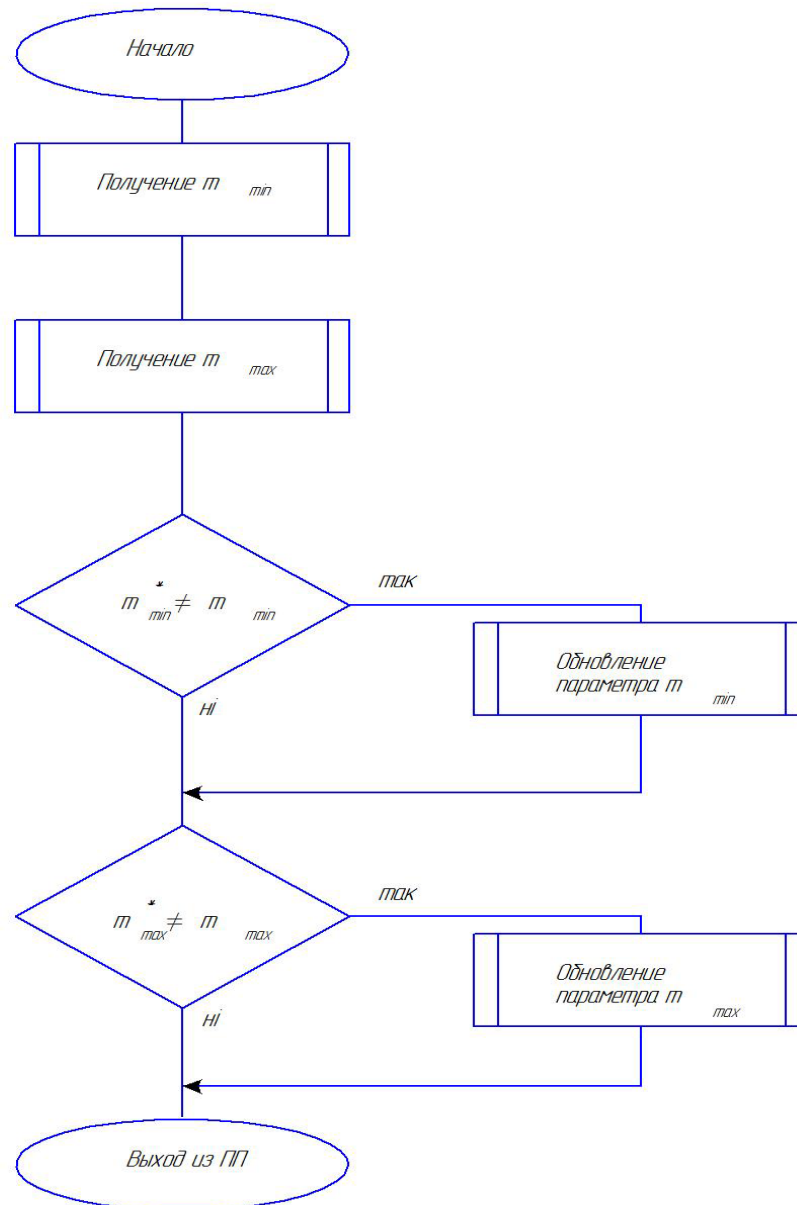 Начало
Получение m min
Получение m max
m*min ≠ m min
так
Обновление
параметра m min
ні
m*max ≠ m max
так
Обновление
параметра m max
ні
Выход из ПП